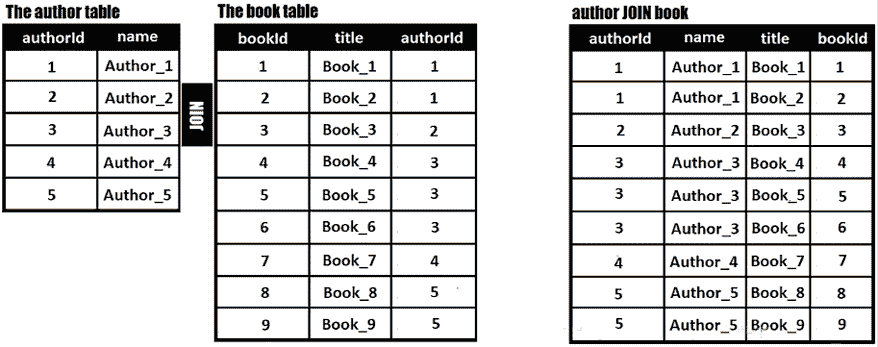 The author table
authorId name
1 Author_1
2 Author_2
3 Author_3
4 Author_4
5 Author_5
JOIN
The book table
bookId title authorId
1 Book_1 1
2 Book_2 1
3 Book_3 2
4 Book_4 3
5 Book_5 3
6 Book_6 3
7 Book_7 4
8 Book_8 5
9 Book_9 5
author JOIN book
authorId name title bookId
1 Author_1 Book_1 1
1 Author_1 Book_2 2
2 Author_2 Book_3 3
3 Author_3 Book_4 4
3 Author_3 Book_5 5
3 Author_3 Book_6 6
4 Author_4 Book_7 7
5 Author_5 Book_8 8
5 Author_5 Book_9 9